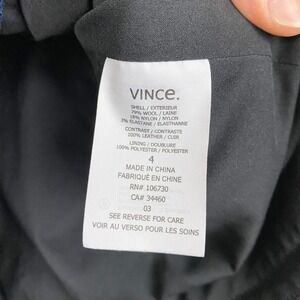 VINCE.
SHELL / EXTERIEUR
79% WOOL / LAINE
18% NYLON / NYLON
3% ELASTANE / ELASTHANNE
CONTRAST / CONTRASTE
100% LEATHER / CUIR
LINING / DOUBLURE
100% POLYESTER / POLYESTER
4
MADE IN CHINA
FABRIQUÉ EN CHINE
RN# 106730
CA# 34460
03
SEE REVERSE FOR CARE
VOIR AU VERSO POUR LES SOINS